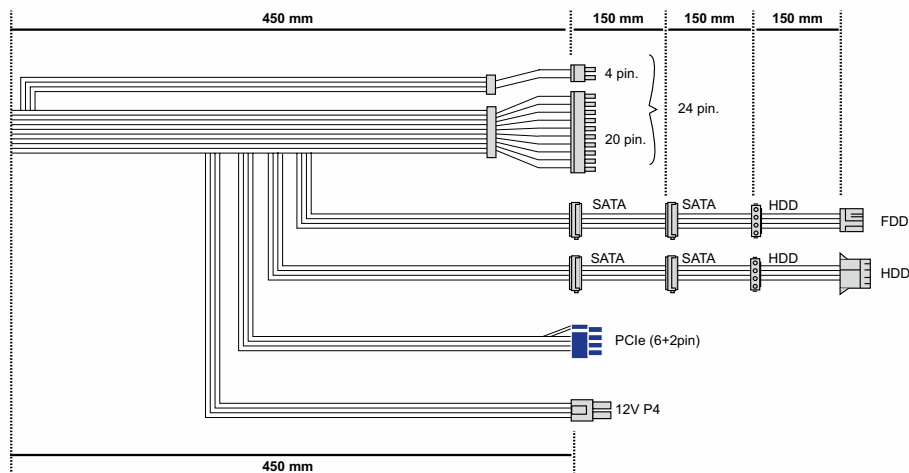 450 mm 150 mm 150 mm 150 mm
4 pin.
24 pin.
20 pin.
SATA SATA HDD
FDD
SATA SATA HDD
HDD
PCIe (6+2pin)
12V P4
450 mm